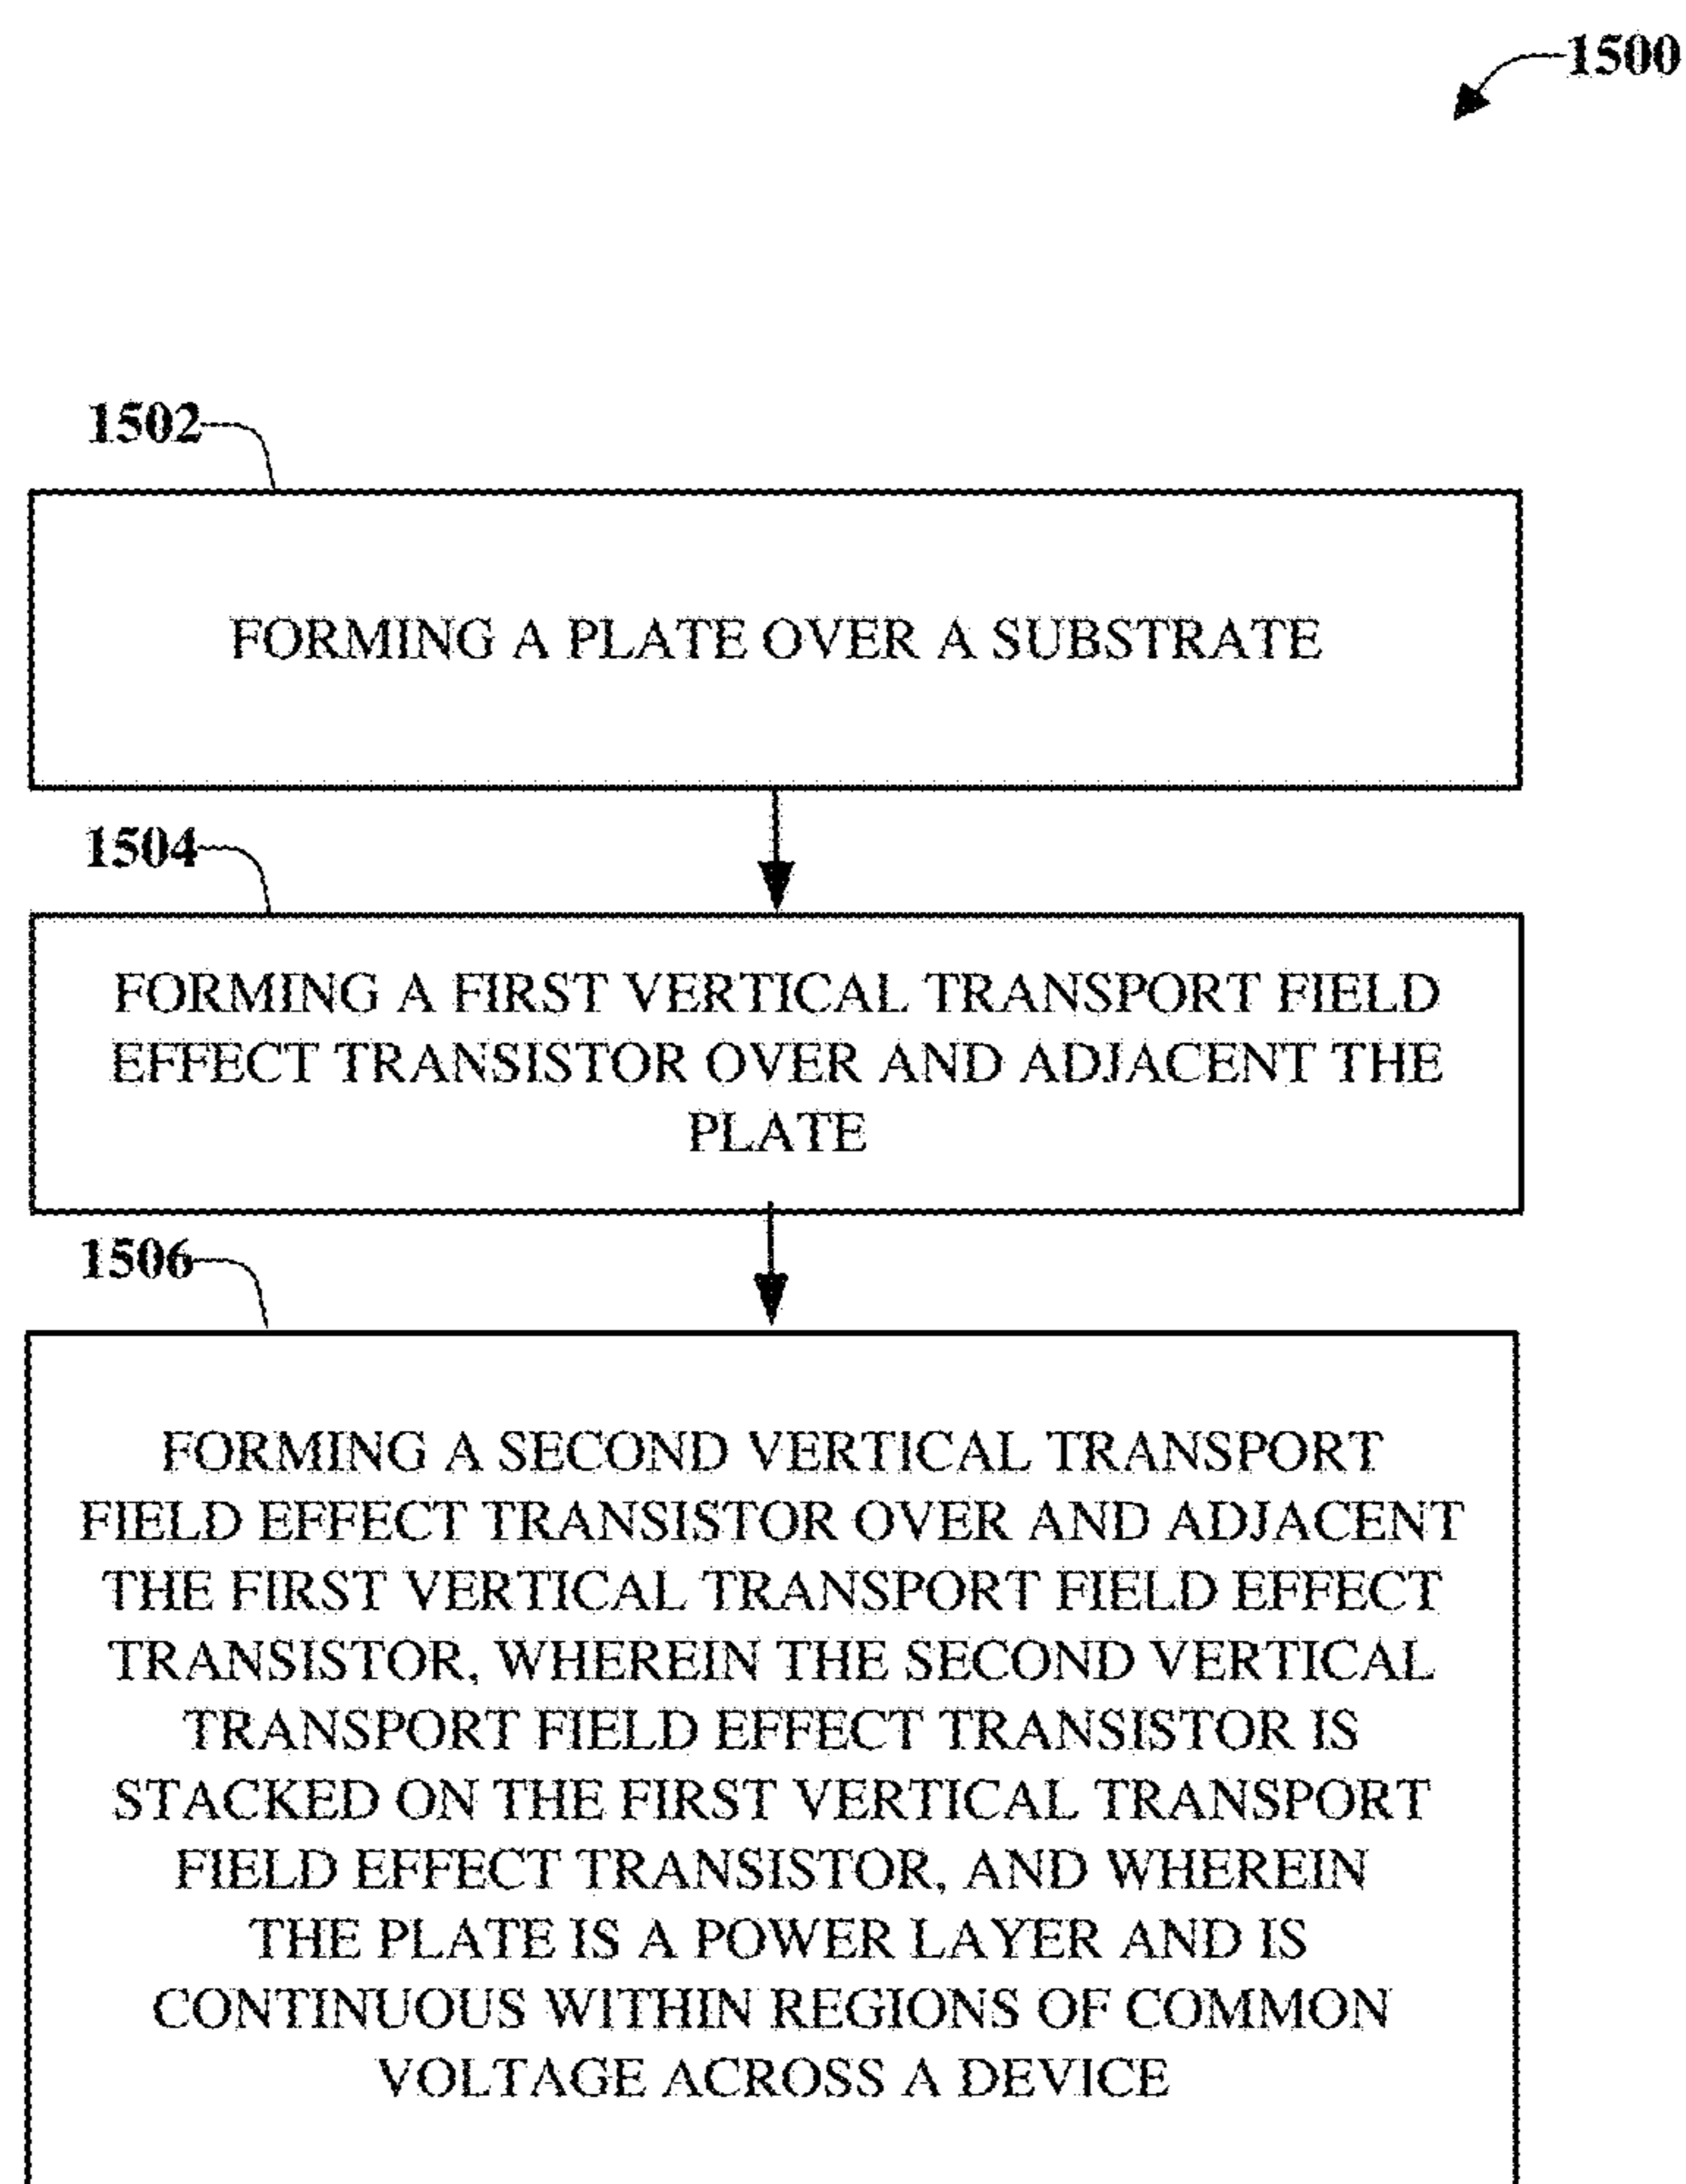 1500
1502
FORMING A PLATE OVER A SUBSTRATE
1504
FORMING A FIRST VERTICAL TRANSPORT FIELD
EFFECT TRANSISTOR OVER AND ADJACENT THE
PLATE
1506
FORMING A SECOND VERTICAL TRANSPORT
FIELD EFFECT TRANSISTOR OVER AND ADJACENT
THE FIRST VERTICAL TRANSPORT FIELD EFFECT
TRANSISTOR, WHEREIN THE SECOND VERTICAL
TRANSPORT FIELD EFFECT TRANSISTOR IS
STACKED ON THE FIRST VERTICAL TRANSPORT
FIELD EFFECT TRANSISTOR, AND WHEREIN
THE PLATE IS A POWER LAYER AND IS
CONTINUOUS WITHIN REGIONS OF COMMON
VOLTAGE ACROSS A DEVICE